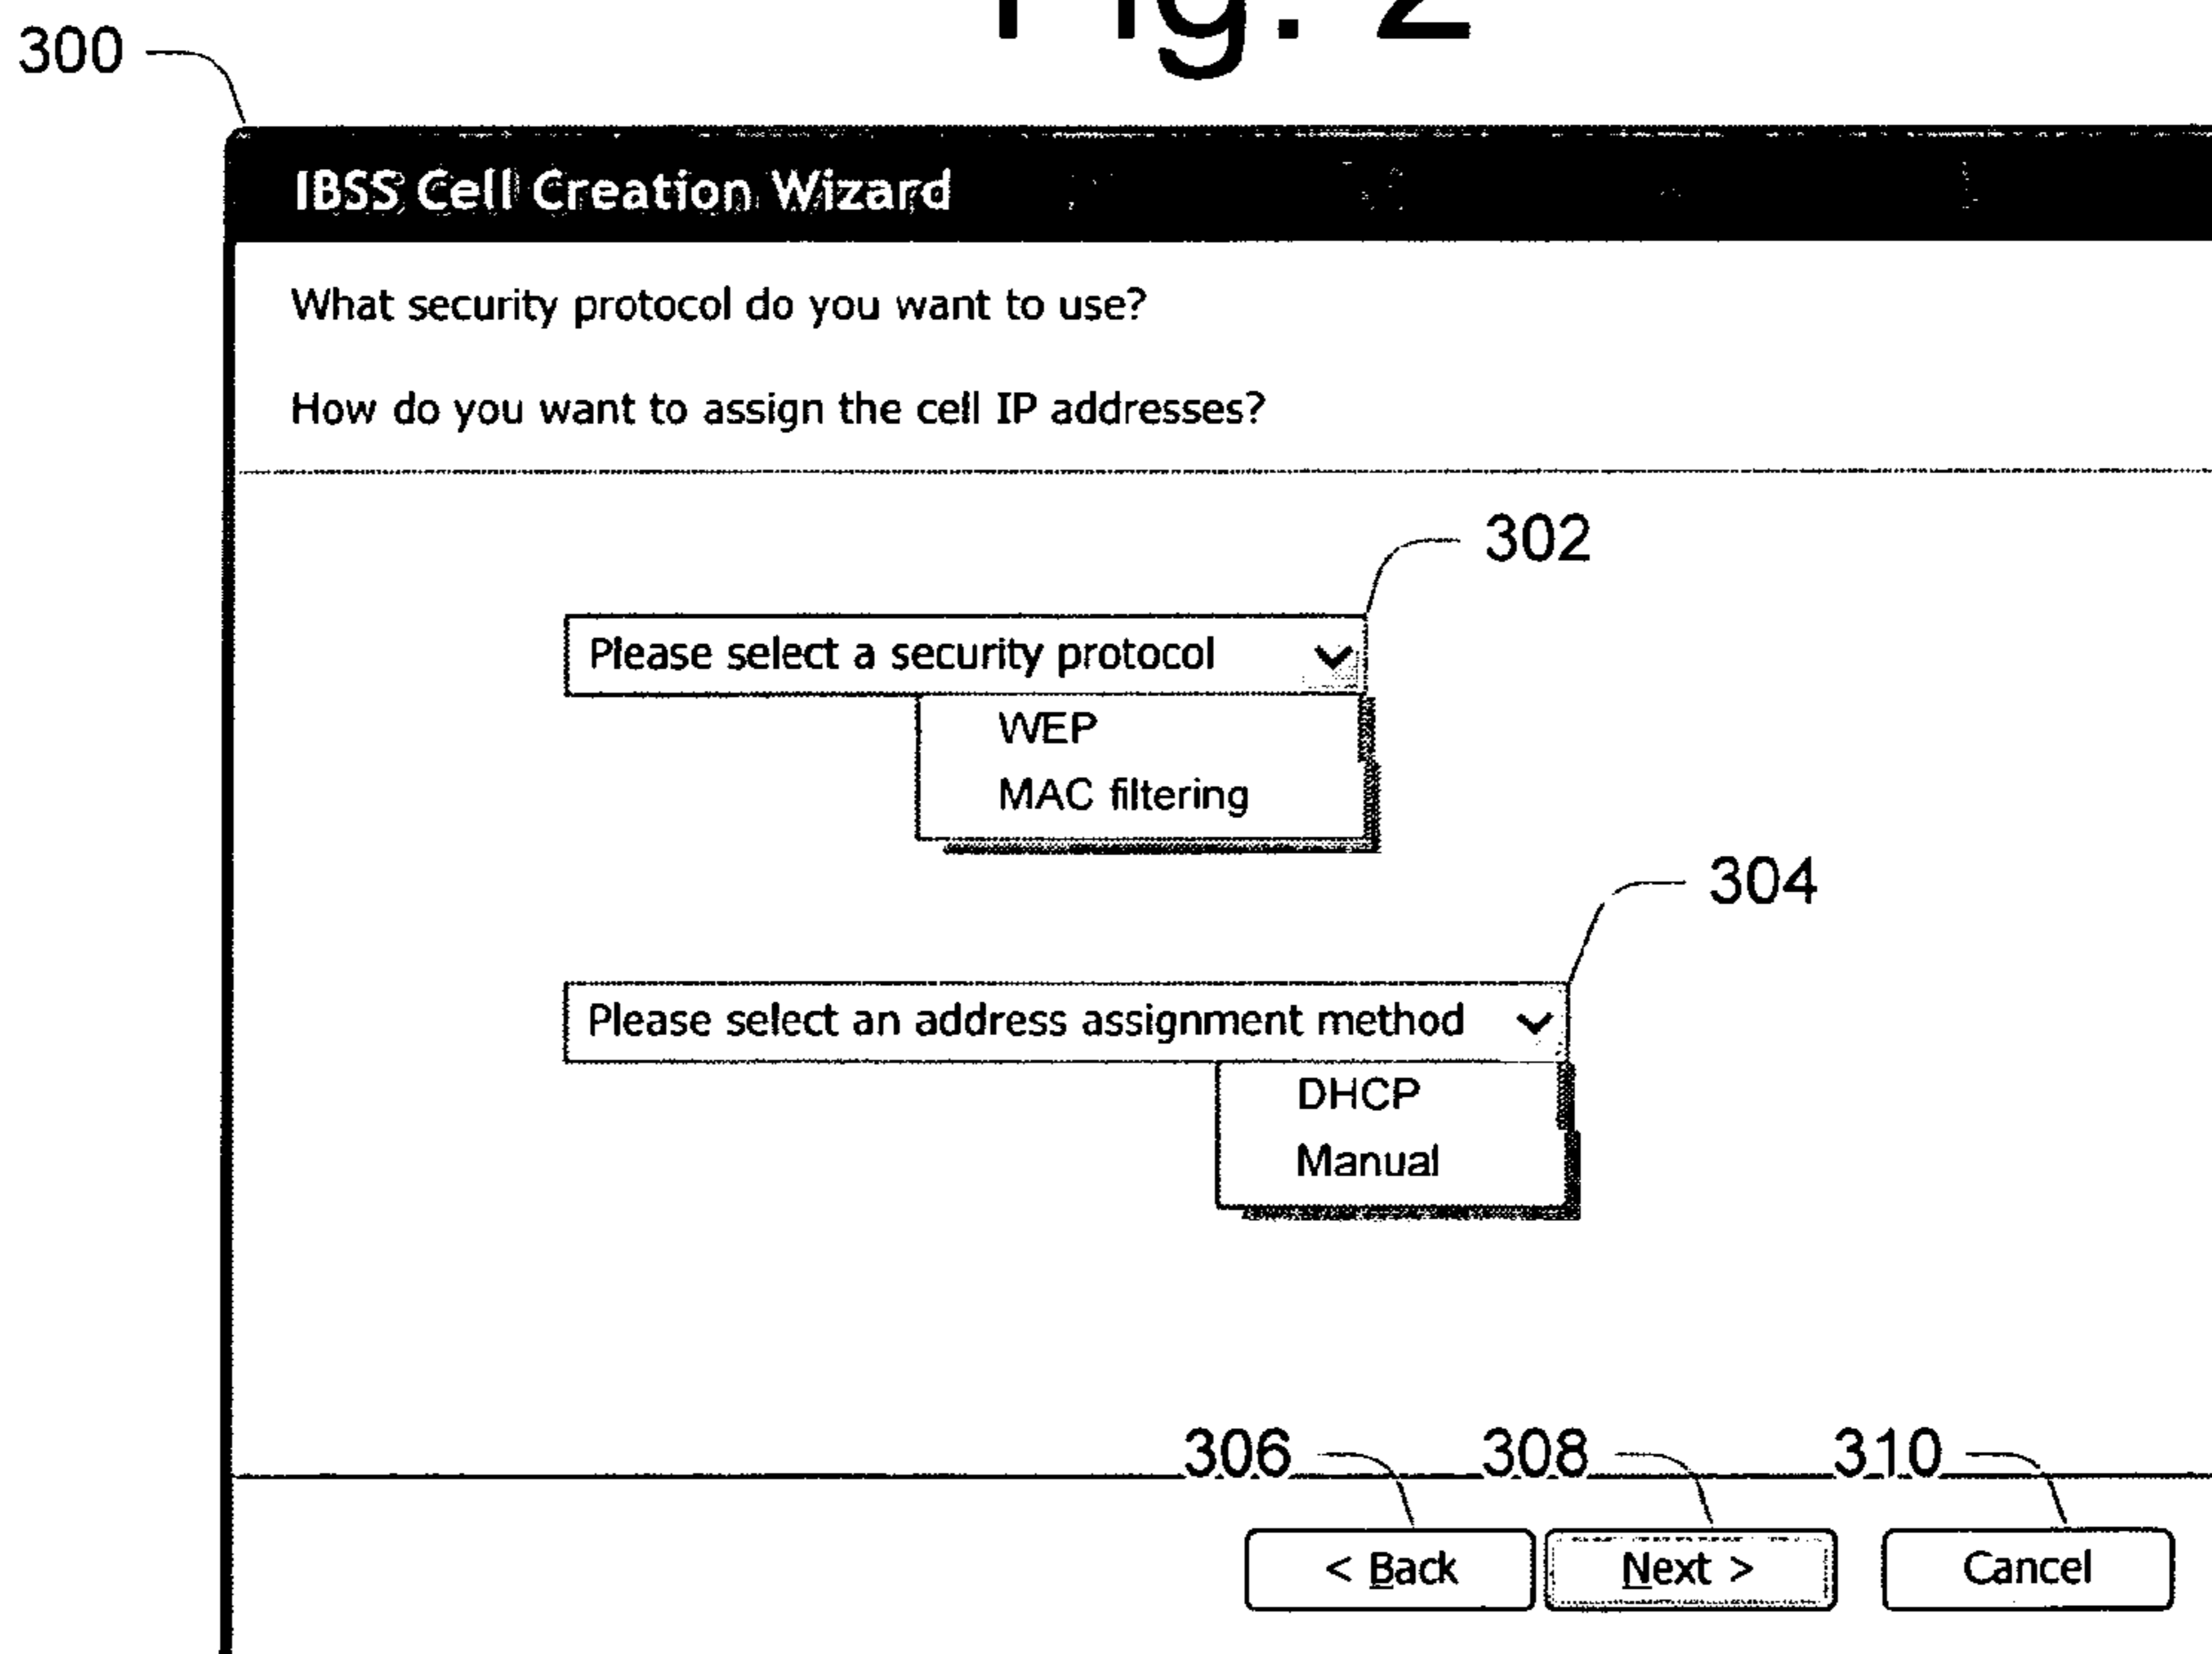 Fig. 2
300
IBSS Cell Creation Wizard
What security protocol do you want to use?
How do you want to assign the cell IP addresses?
302
Please select a security protocol
WEP
MAC filtering
304
Please select an address assignment method
DHCP
Manual
306 308 310
< Back Next > Cancel